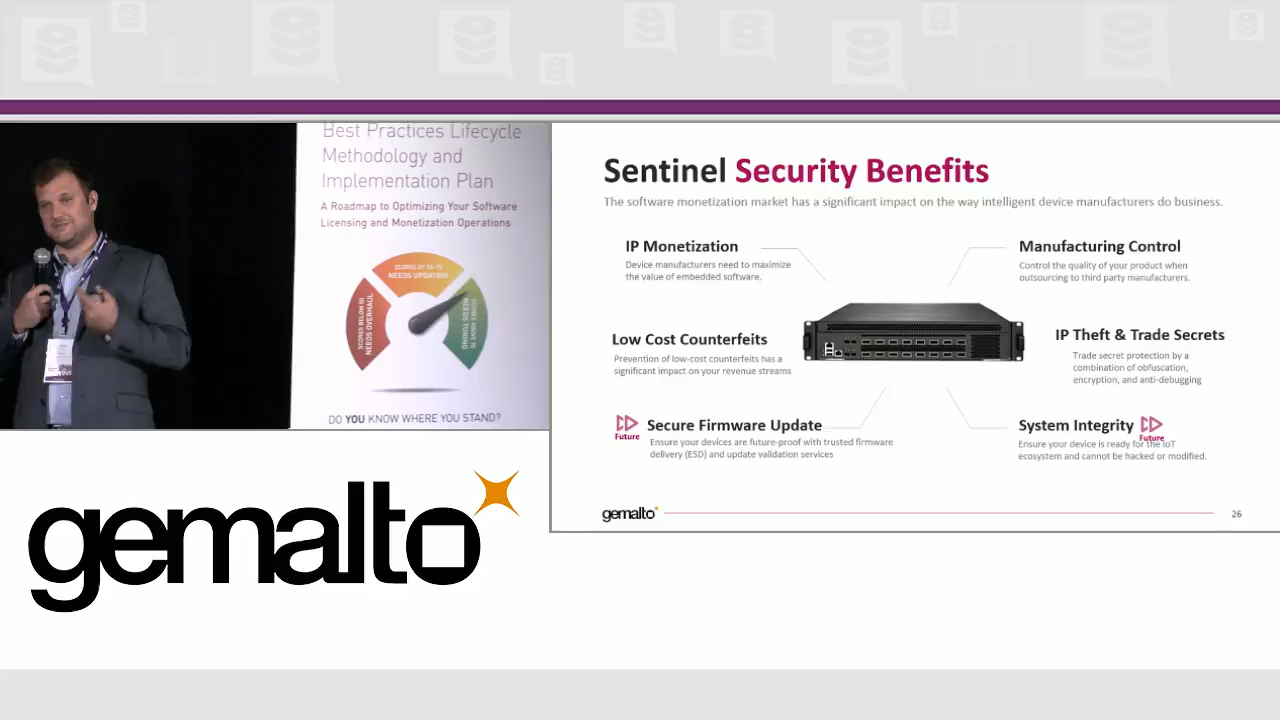 Best Practices Lifecycle
Methodology and
Implementation Plan
A Roadmap to Optimizing Your Software
Licensing and Monetization Operations
SCORES BELOW 50
NEEDS OVERHAUL
NEEDS UPDATING
NEEDS TUNING
DO YOU KNOW WHERE YOU STAND?
gemalto
Sentinel Security Benefits
The software monetization market has a significant impact on the way intelligent device manufacturers do business.
IP Monetization
Device manufacturers need to maximize
the value of embedded software.
Manufacturing Control
Control the quality of your product when
outsourcing to third party manufacturers.
Low Cost Counterfeits
Prevention of low-cost counterfeits has a
significant impact on your revenue streams
IP Theft & Trade Secrets
Trade secret protection by a
combination of obfuscation,
encryption, and anti-debugging
Future
Secure Firmware Update
Ensure your devices are future-proof with trusted firmware
delivery (ESD) and update validation services
System Integrity
Future
Ensure your device is ready for the IoT
ecosystem and cannot be hacked or modified.
gemalto
26